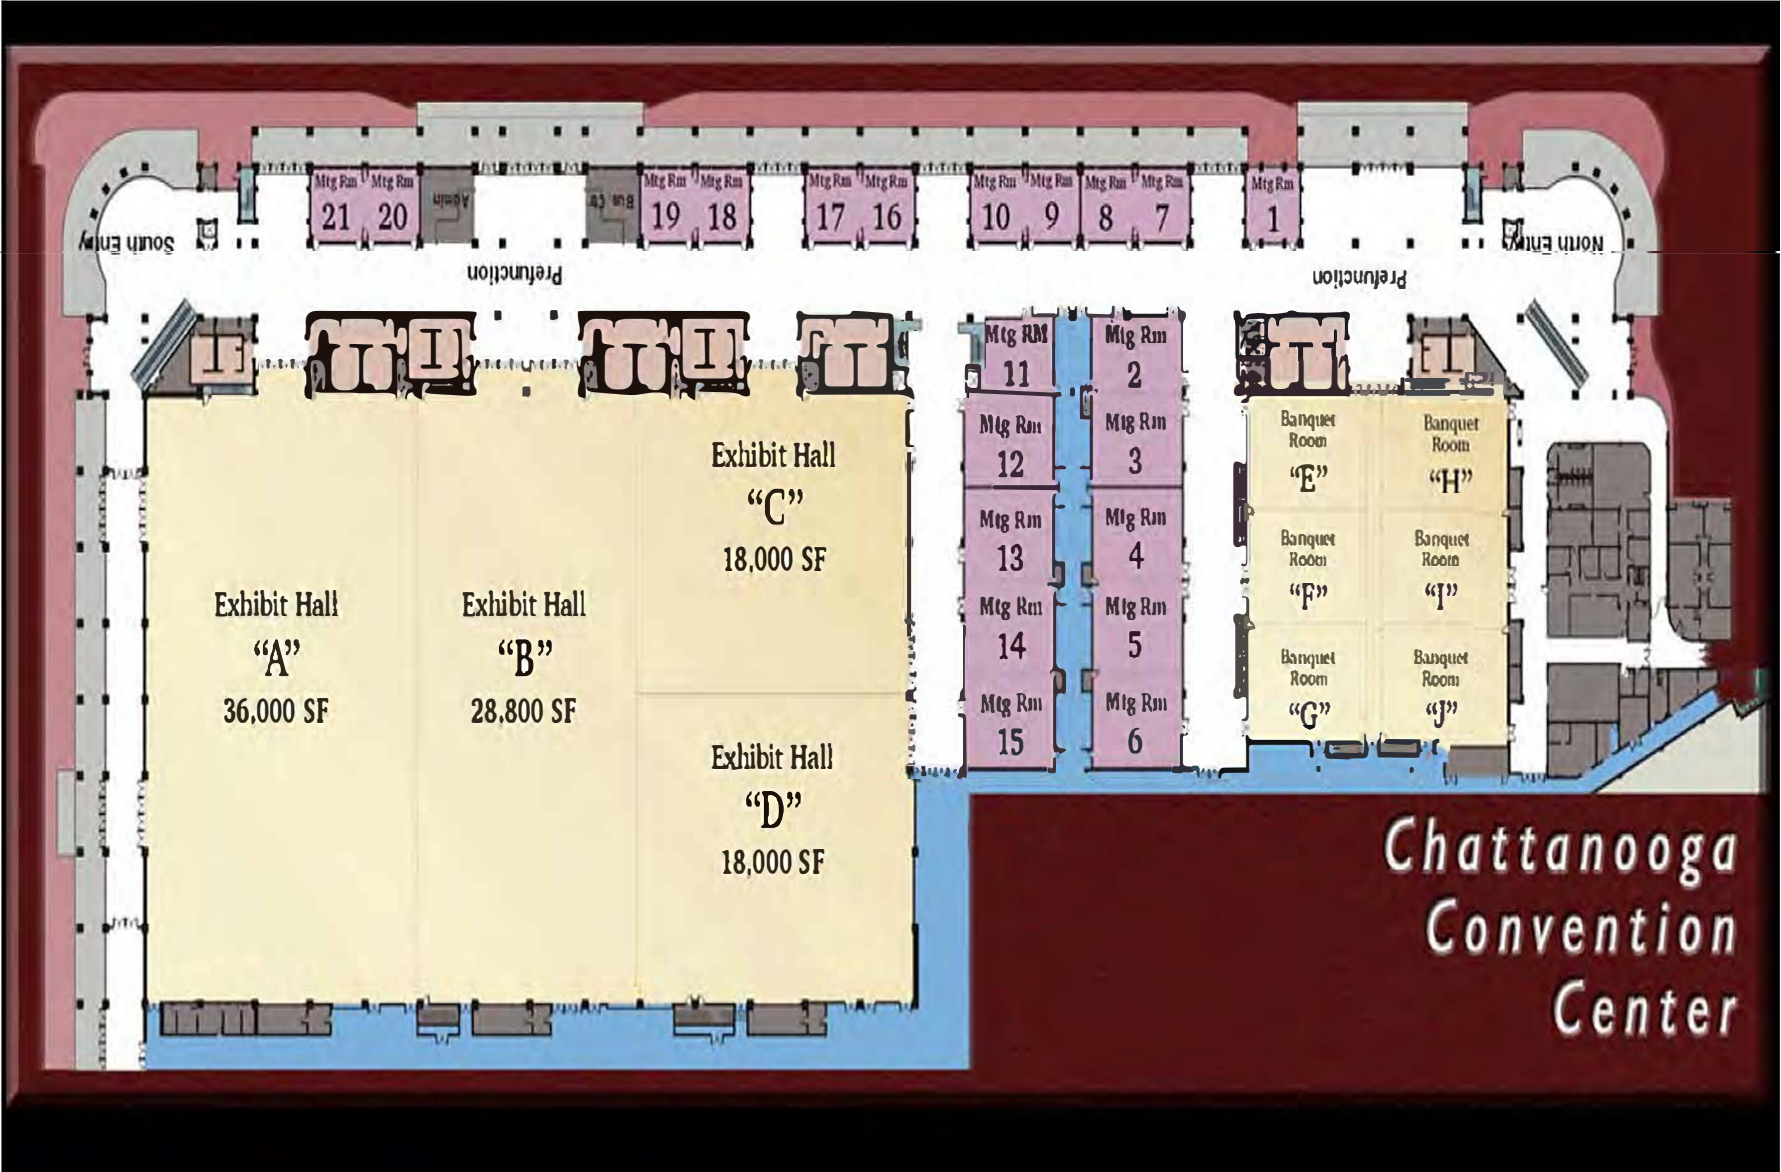 Mtg Rm
21
Mtg Rm
20
Admin
Bus. Ctr
Mtg Rm
19
Mtg Rm
18
Mtg Rm
17
Mtg Rm
16
Mtg Rm
10
Mtg Rm
9
Mtg Rm
8
Mtg Rm
7
Mtg Rm
1
South Entry
Prefunction
Prefunction
North Entry
Mtg RM
11
Mtg Rm
2
Mtg Rm
12
Mtg Rm
3
Mtg Rm
13
Mtg Rm
4
Mtg Rm
14
Mtg Rm
5
Mtg Rm
15
Mtg Rm
6
Exhibit Hall
“A”
36,000 SF
Exhibit Hall
“B”
28,800 SF
Exhibit Hall
“C”
18,000 SF
Exhibit Hall
“D”
18,000 SF
Banquet
Room
“E”
Banquet
Room
“H”
Banquet
Room
“F”
Banquet
Room
“I”
Banquet
Room
“G”
Banquet
Room
“J”
Chattanooga
Convention
Center